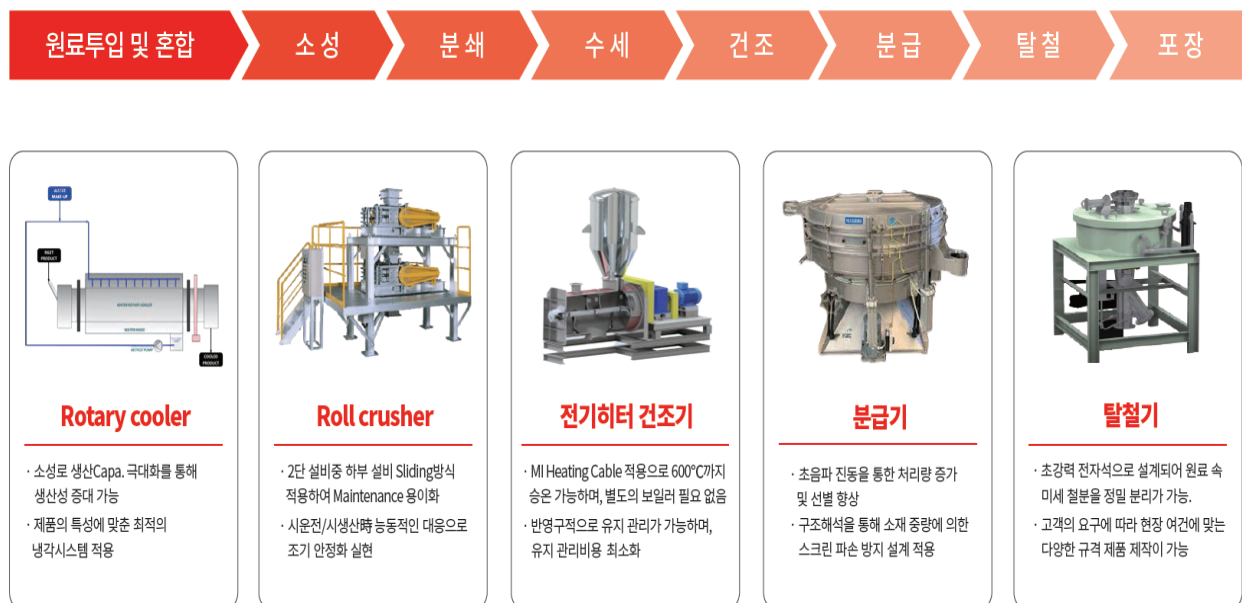 원료투입 및 혼합
소성
분쇄
수세
건조
분급
탈철
포장
MAKE-UP
INLET
PRODUCT
WATER ROTARY COOLER
WATER INSIDE
RECYCLE PUMP
COOLED
PRODUCT
Rotary cooler
· 소성로 생산Capa. 극대화를 통해
생산성 증대 가능
· 제품의 특성에 맞춘 최적의
냉각시스템 적용
Roll crusher
· 2단 설비중 하부 설비 Sliding방식
적용하여 Maintenance 용이화
· 시운전/시생산時 능동적인 대응으로
조기 안정화 실현
전기히터 건조기
· MI Heating Cable 적용으로 600℃까지
승온 가능하며, 별도의 보일러 필요 없음
· 반영구적으로 유지 관리가 가능하며,
유지 관리비용 최소화
분급기
· 초음파 진동을 통한 처리량 증가
및 선별 향상
· 구조해석을 통해 소재 중량에 의한
스크린 파손 방지 설계 적용
탈철기
· 초강력 전자석으로 설계되어 원료 속
미세 철분을 정밀 분리가 가능.
· 고객의 요구에 따라 현장 여건에 맞는
다양한 규격 제품 제작이 가능